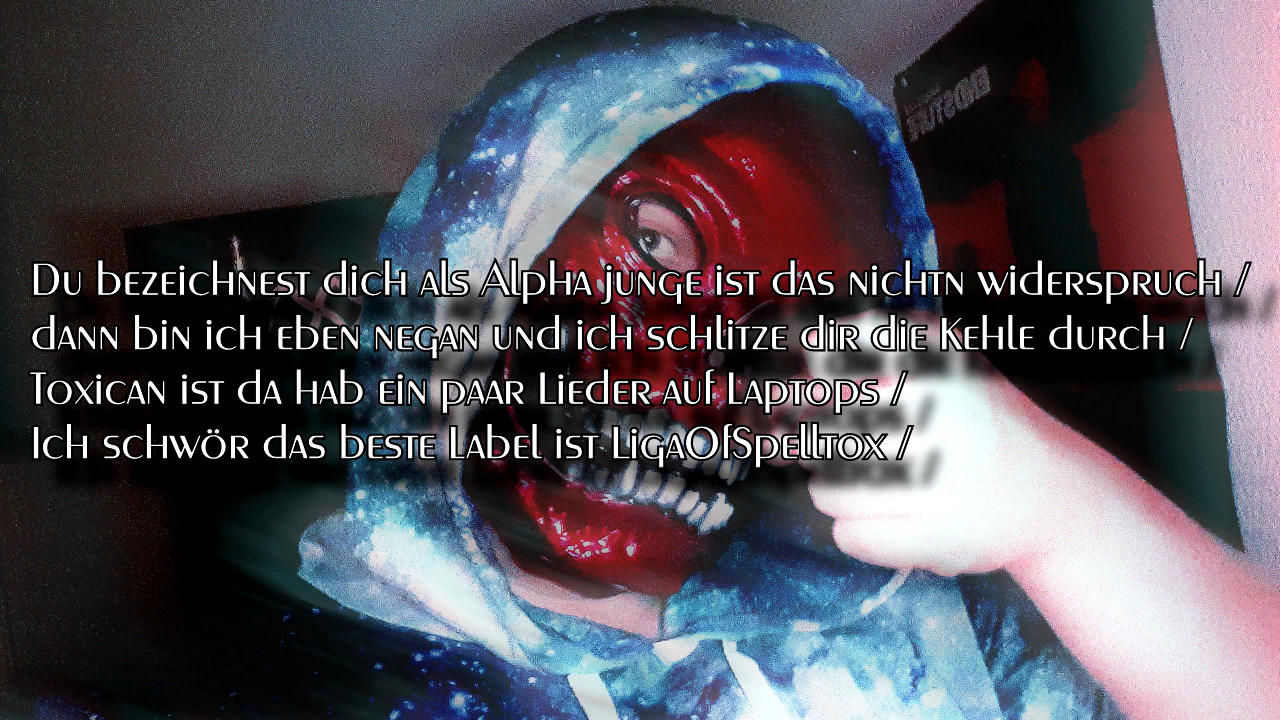 Du bezeichnest dich als Alpha junge ist das nichtn widerspruch /
dann bin ich eben negan und ich schlitze dir die Kehle durch /
Toxican ist da hab ein paar Lieder auf Laptops /
Ich schwör das beste Label ist LigaOfSpelltox /